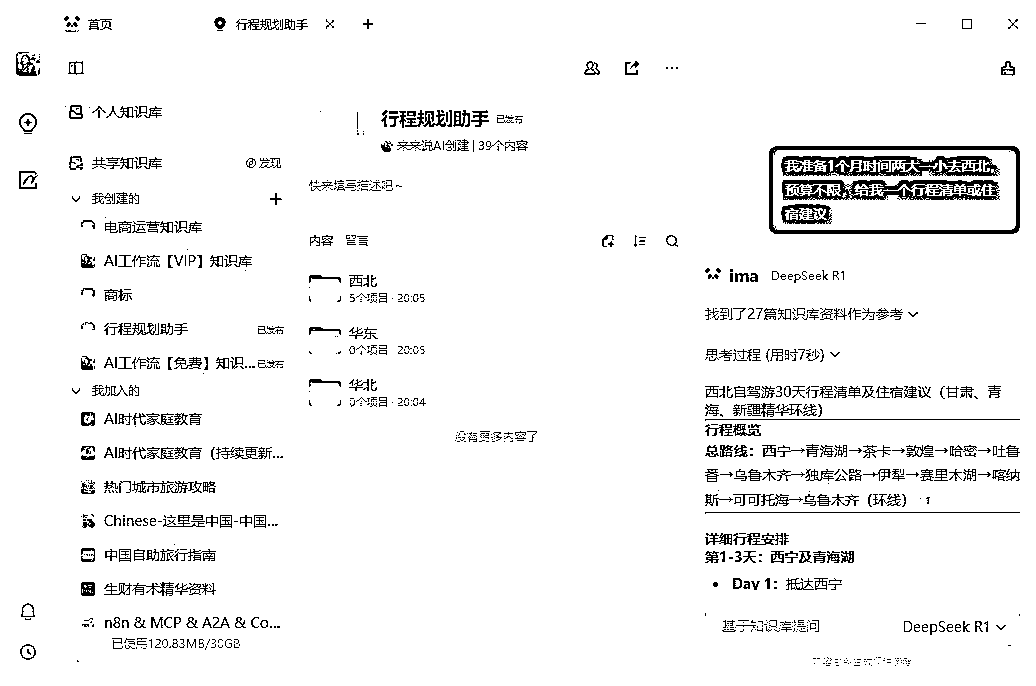 首页
行程规划助手
个人知识库
共享知识库
发现
我创建的
电商运营知识库
AI工作流【VIP】知识库
商标
行程规划助手
已发布
AI工作流【免费】知识...
已发布
我加入的
AI时代家庭教育
AI时代家庭教育（持续更新...
热门城市旅游攻略
Chinese-这里是中国-中国...
中国自助旅行指南
生财有术精华资料
n8n & MCP & A2A & Co...
已使用120.83MB/30GB
行程规划助手 已发布
来来说AI创建 | 39个内容
快来填写描述吧~
内容 留言
西北
5个项目 · 20:05
华东
0个项目 · 20:05
华北
0个项目 · 20:04
没有更多内容了
我准备1个月时间两大一小去西北，
预算不限，给我一个行程清单或住
宿建议
ima DeepSeek R1
找到了27篇知识库资料作为参考
思考过程 (用时7秒)
西北自驾游30天行程清单及住宿建议（甘肃、青
海、新疆精华环线）
行程概览
总路线：西宁→青海湖→茶卡→敦煌→哈密→吐鲁
番→乌鲁木齐→独库公路→伊犁→赛里木湖→喀纳
斯→可可托海→乌鲁木齐（环线） 1
详细行程安排
第1-3天：西宁及青海湖
• Day 1：抵达西宁
基于知识库提问
DeepSeek R1